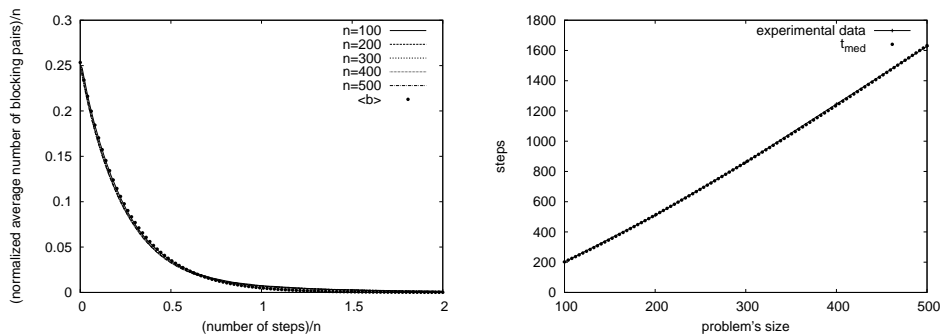 (normalized average number of blocking pairs)/n
0.3
0.25
0.2
0.15
0.1
0.05
0
n=100
n=200
n=300
n=400
n=500
<b>
0
0.5
1
1.5
2
(number of steps)/n
steps
1800
1600
1400
1200
1000
800
600
400
200
0
experimental data
t_med
100
200
300
400
500
problem's size